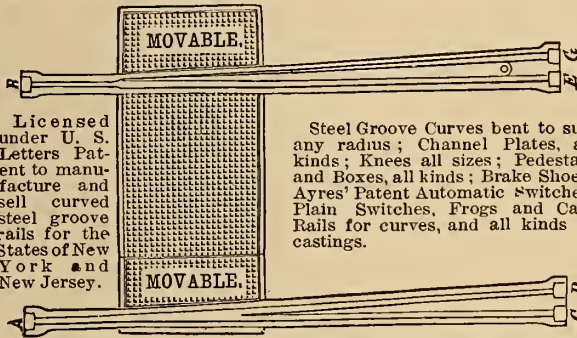 MOVABLE.
B
G
E
Licensed
under U. S.
Letters Pat-
ent to manu-
facture and
sell curved
steel groove
rails for the
States of New
York and
New Jersey.
Steel Groove Curves bent to su
any radius ; Channel Plates, a
kinds ; Knees all sizes ; Pedesta
and Boxes, all kinds ; Brake Shoe
Ayres' Patent Automatic Switche
Plain Switches, Frogs and Ca
Rails for curves, and all kinds
castings.
MOVABLE.
A
C